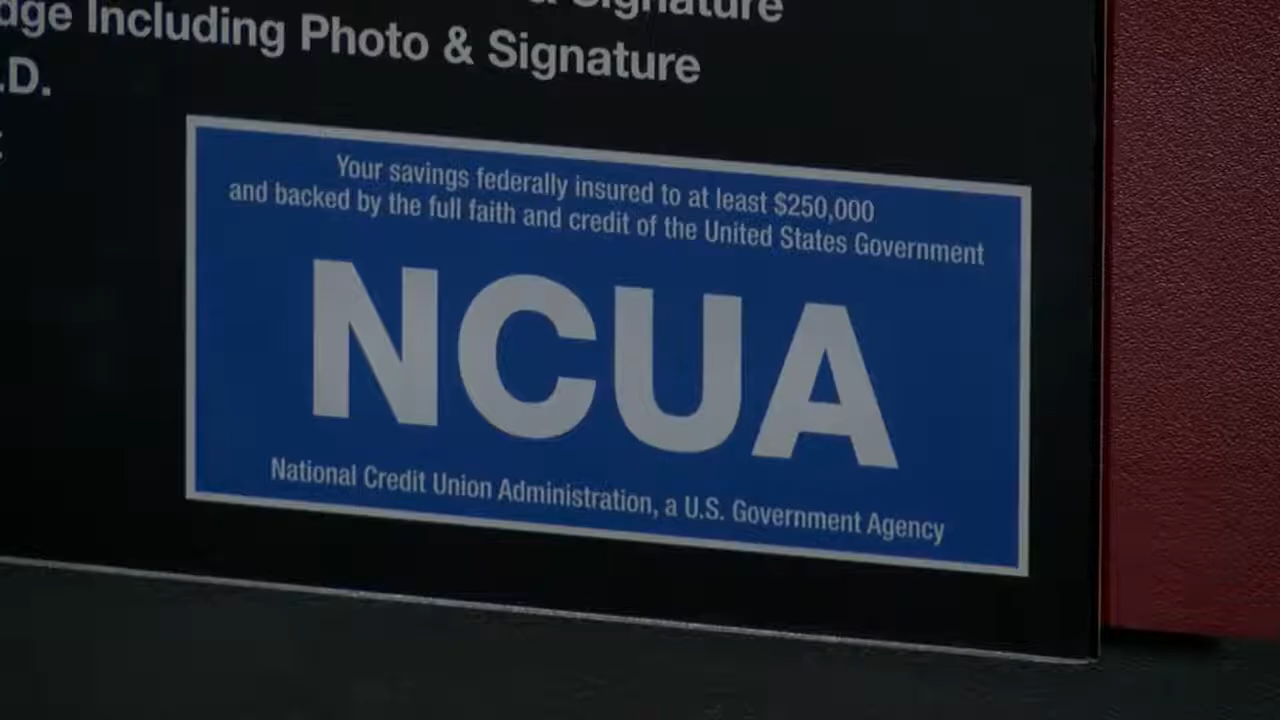 Signature
Including Photo & Signature
.D.
Your savings federally insured to at least $250,000
and backed by the full faith and credit of the United States Government
NCUA
National Credit Union Administration, a U.S. Government Agency